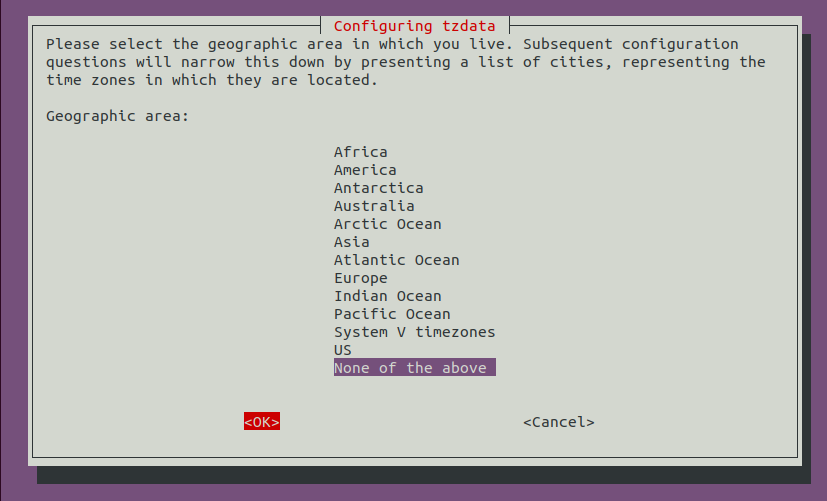 Configuring tzdata
Please select the geographic area in which you live. Subsequent configuration
questions will narrow this down by presenting a list of cities, representing the
time zones in which they are located.
Geographic area:
Africa
America
Antarctica
Australia
Arctic Ocean
Asia
Atlantic Ocean
Europe
Indian Ocean
Pacific Ocean
System V timezones
US
None of the above
<OK> <Cancel>